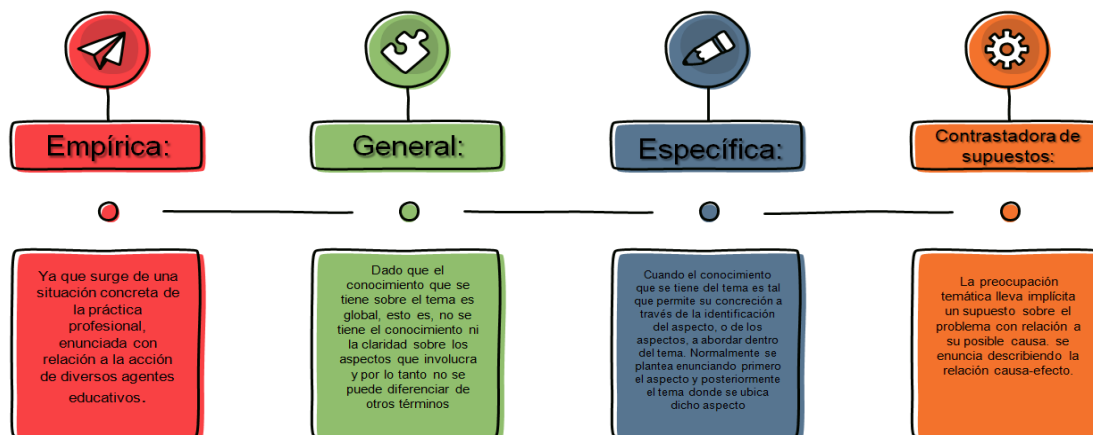 Empírica:
General:
Específica:
Contrastadora de
supuestos:
Ya que surge de una
situación concreta de
la práctica
profesional,
enunciada con
relación a la acción
de diversos agentes
educativos.
Dado que el
conocimiento que se
tiene sobre el tema es
global, esto es, no se
tiene el conocimiento ni
la claridad sobre los
aspectos que involucra
y por lo tanto no se
puede diferenciar de
otros términos
Cuando el conocimiento
que se tiene del tema es tal
que permite su concreción a
través de la identificación
del aspecto, o de los
aspectos, a abordar dentro
del tema. Normalmente se
plantea enunciando primero
el aspecto y posteriormente
el tema donde se ubica
dicho aspecto
La preocupación
temática lleva implícita
un supuesto sobre el
problema con relación a
su posible causa. se
enuncia describiendo la
relación causa-efecto.